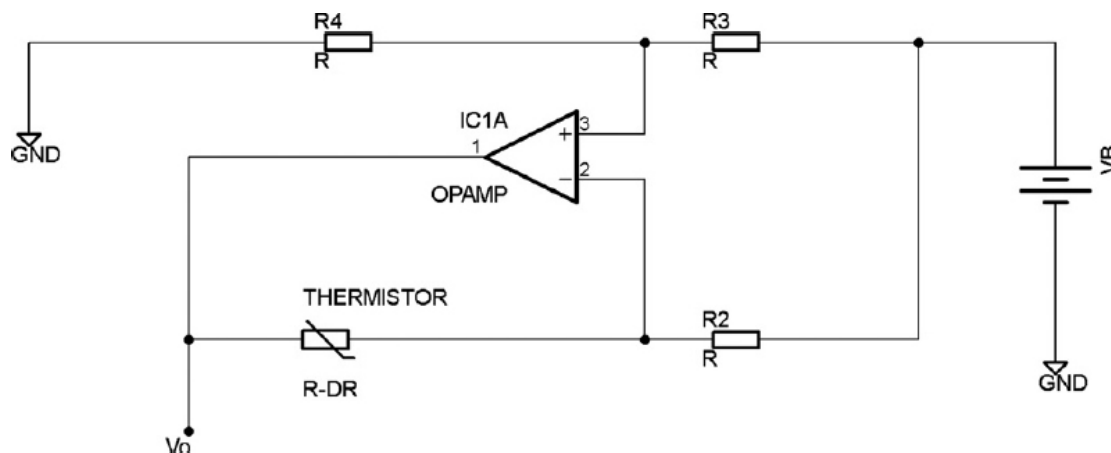 R4
R
R3
R
IC1A
3
1
+
2
−
OPAMP
GND
VB
THERMISTOR
R2
R
R-DR
GND
Vo